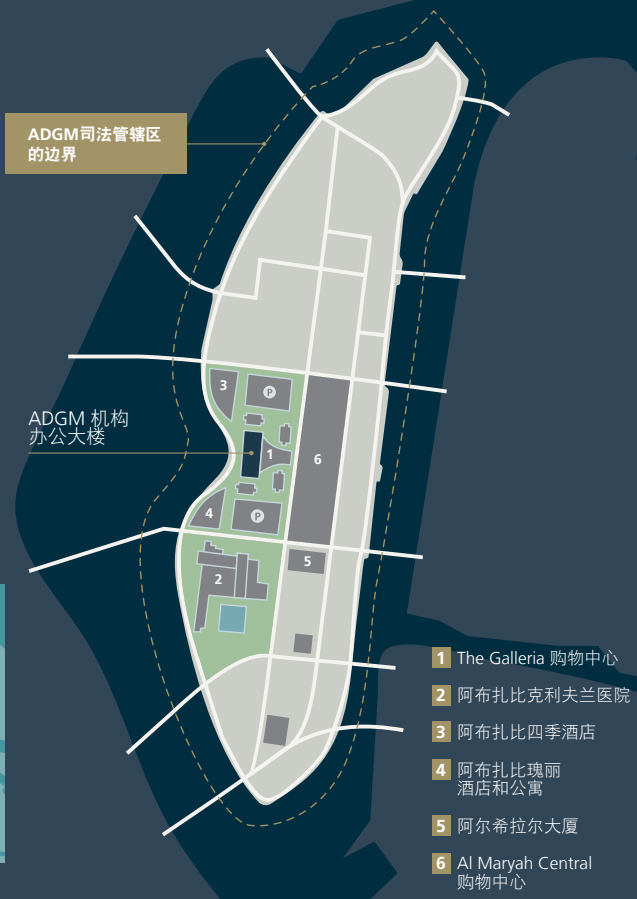 ADGM司法管辖区
的边界
3
P
ADGM 机构
办公大楼
1
6
4
P
5
2
1 The Galleria 购物中心
2 阿布扎比克利夫兰医院
3 阿布扎比四季酒店
4 阿布扎比瑰丽
酒店和公寓
5 阿尔希拉尔大厦
6 Al Maryah Central
购物中心